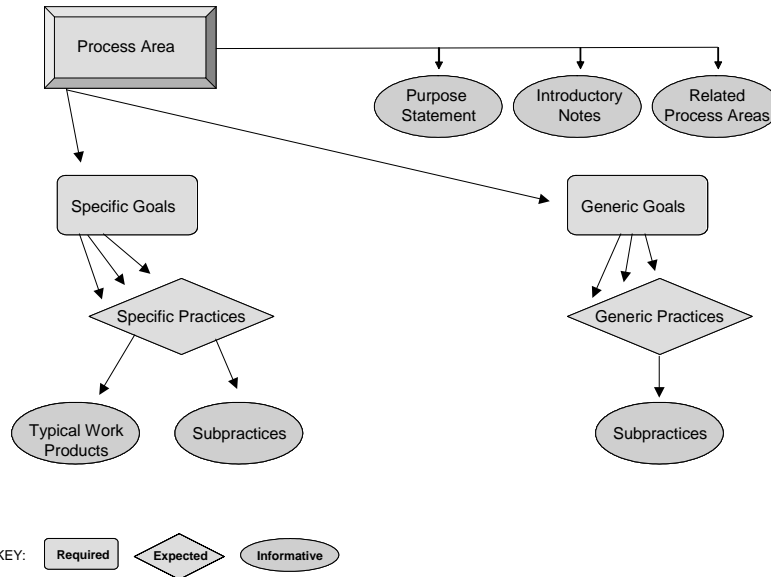 Process Area
Purpose
Statement
Introductory
Notes
Related
Process Areas
Specific Goals
Generic Goals
Specific Practices
Generic Practices
Typical Work
Products
Subpractices
Subpractices
KEY:
Required
Expected
Informative